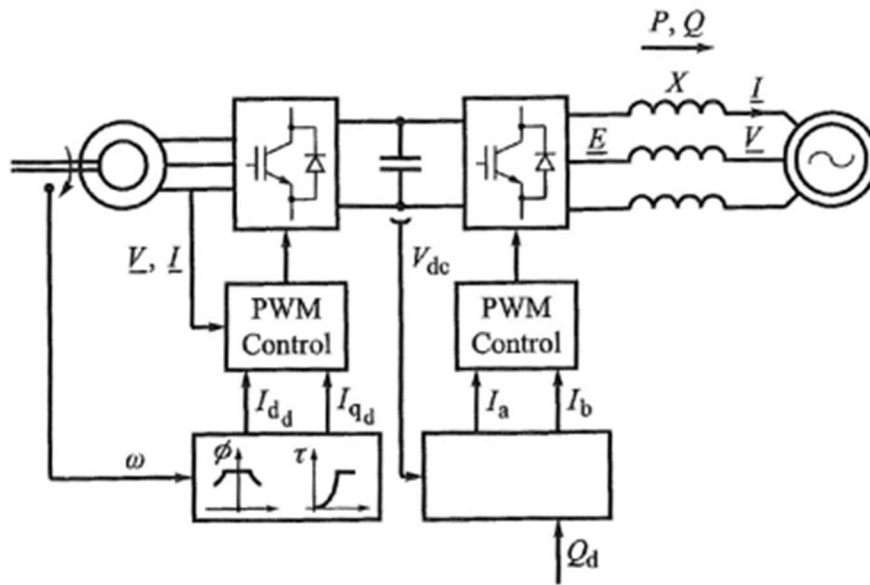 P, Q
X
I
E
V
V, I
V_dc
PWM
Control
PWM
Control
I_d_d
I_q_d
I_a
I_b
ω
ϕ
τ
Q_d